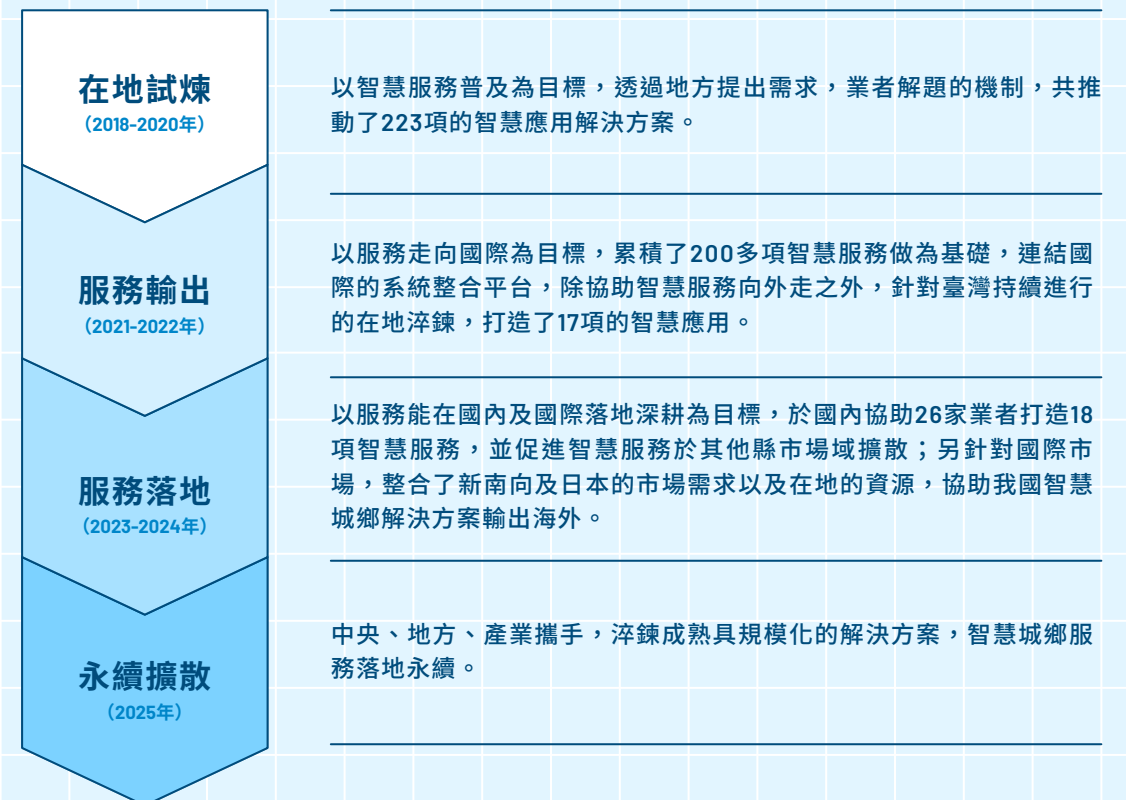 在地試煉
（2018-2020年）
以智慧服務普及為目標，透過地方提出需求，業者解題的機制，共推
動了223項的智慧應用解決方案。
服務輸出
（2021-2022年）
以服務走向國際為目標，累積了200多項智慧服務做為基礎，連結國
際的系統整合平台，除協助智慧服務向外走之外，針對臺灣持續進行
的在地淬鍊，打造了17項的智慧應用。
服務落地
（2023-2024年）
以服務能在國內及國際落地深耕為目標，於國內協助26家業者打造18
項智慧服務，並促進智慧服務於其他縣市場域擴散；另針對國際市
場，整合了新南向及日本的市場需求以及在地的資源，協助我國智慧
城鄉解決方案輸出海外。
永續擴散
（2025年）
中央、地方、產業攜手，淬鍊成熟具規模化的解決方案，智慧城鄉服
務落地永續。